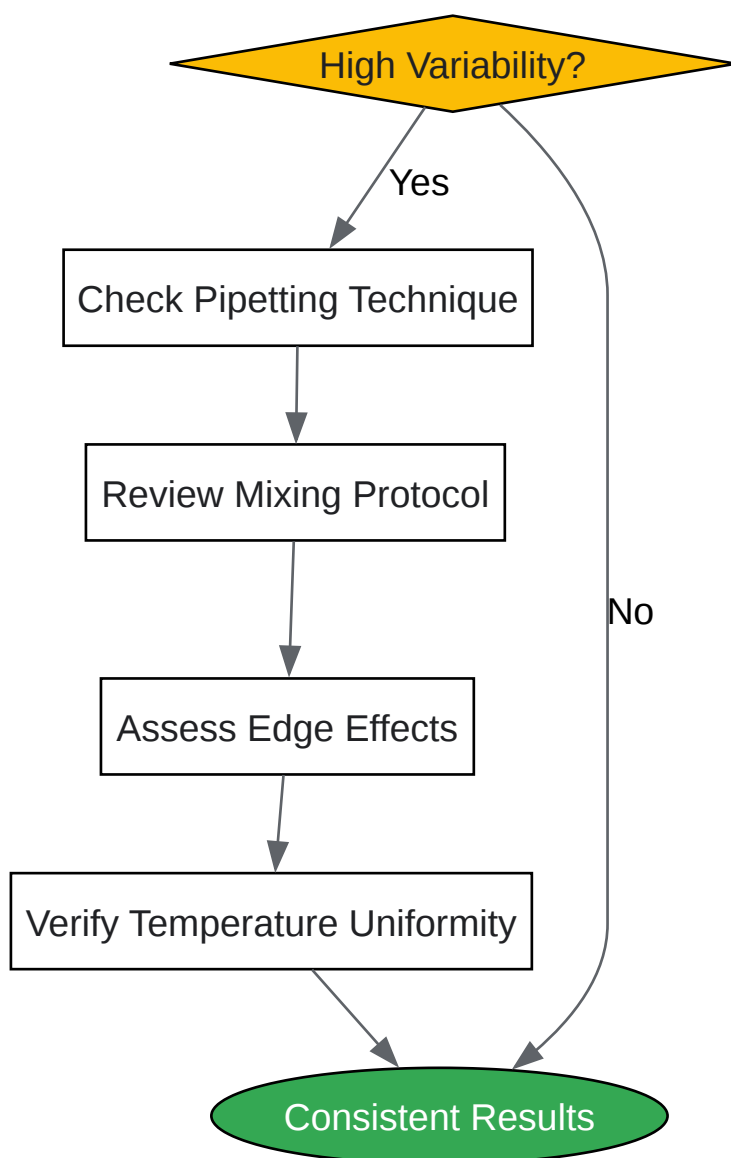 High Variability?
Yes
Check Pipetting Technique
Review Mixing Protocol
No
Assess Edge Effects
Verify Temperature Uniformity
Consistent Results